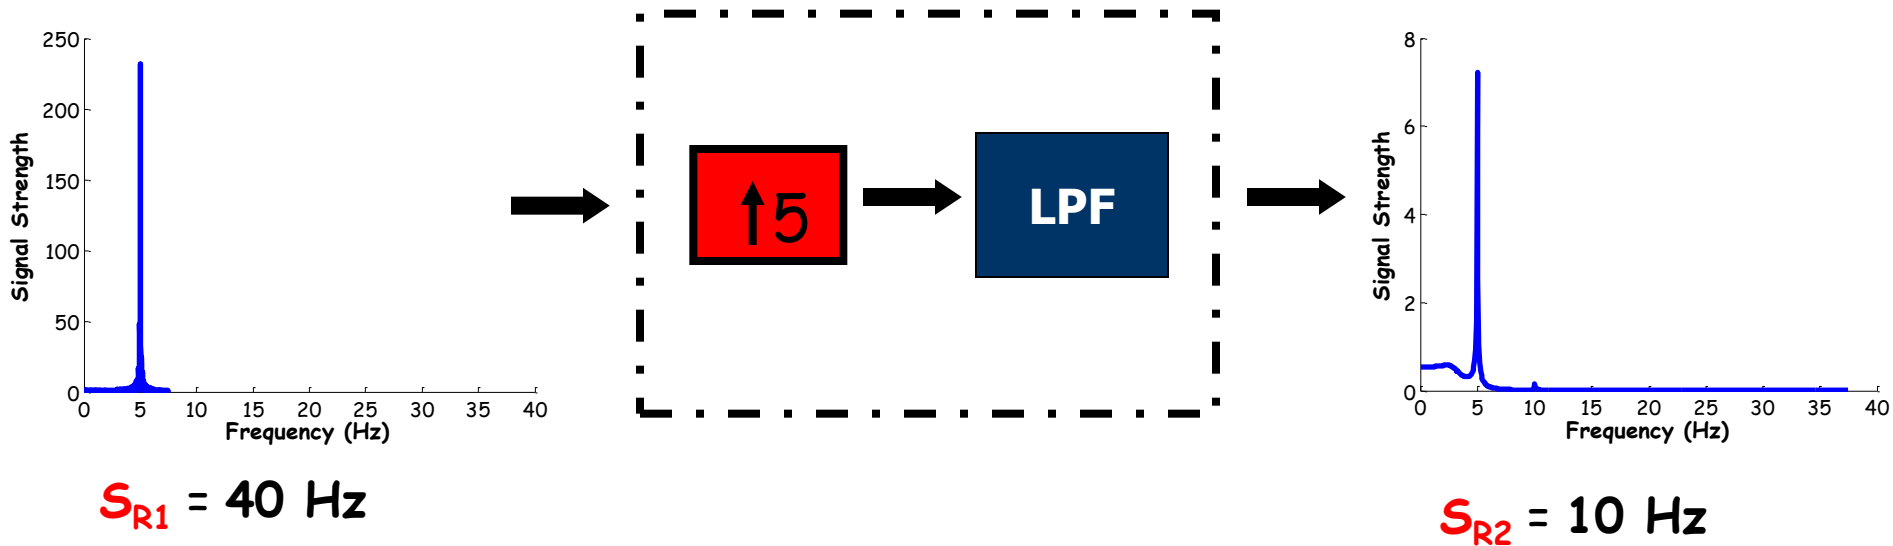 250
200
150
100
50
0
Signal Strength
0 5 10 15 20 25 30 35 40
Frequency (Hz)
S_R1 = 40 Hz
↑5
LPF
8
6
4
2
0
Signal Strength
0 5 10 15 20 25 30 35 40
Frequency (Hz)
S_R2 = 10 Hz